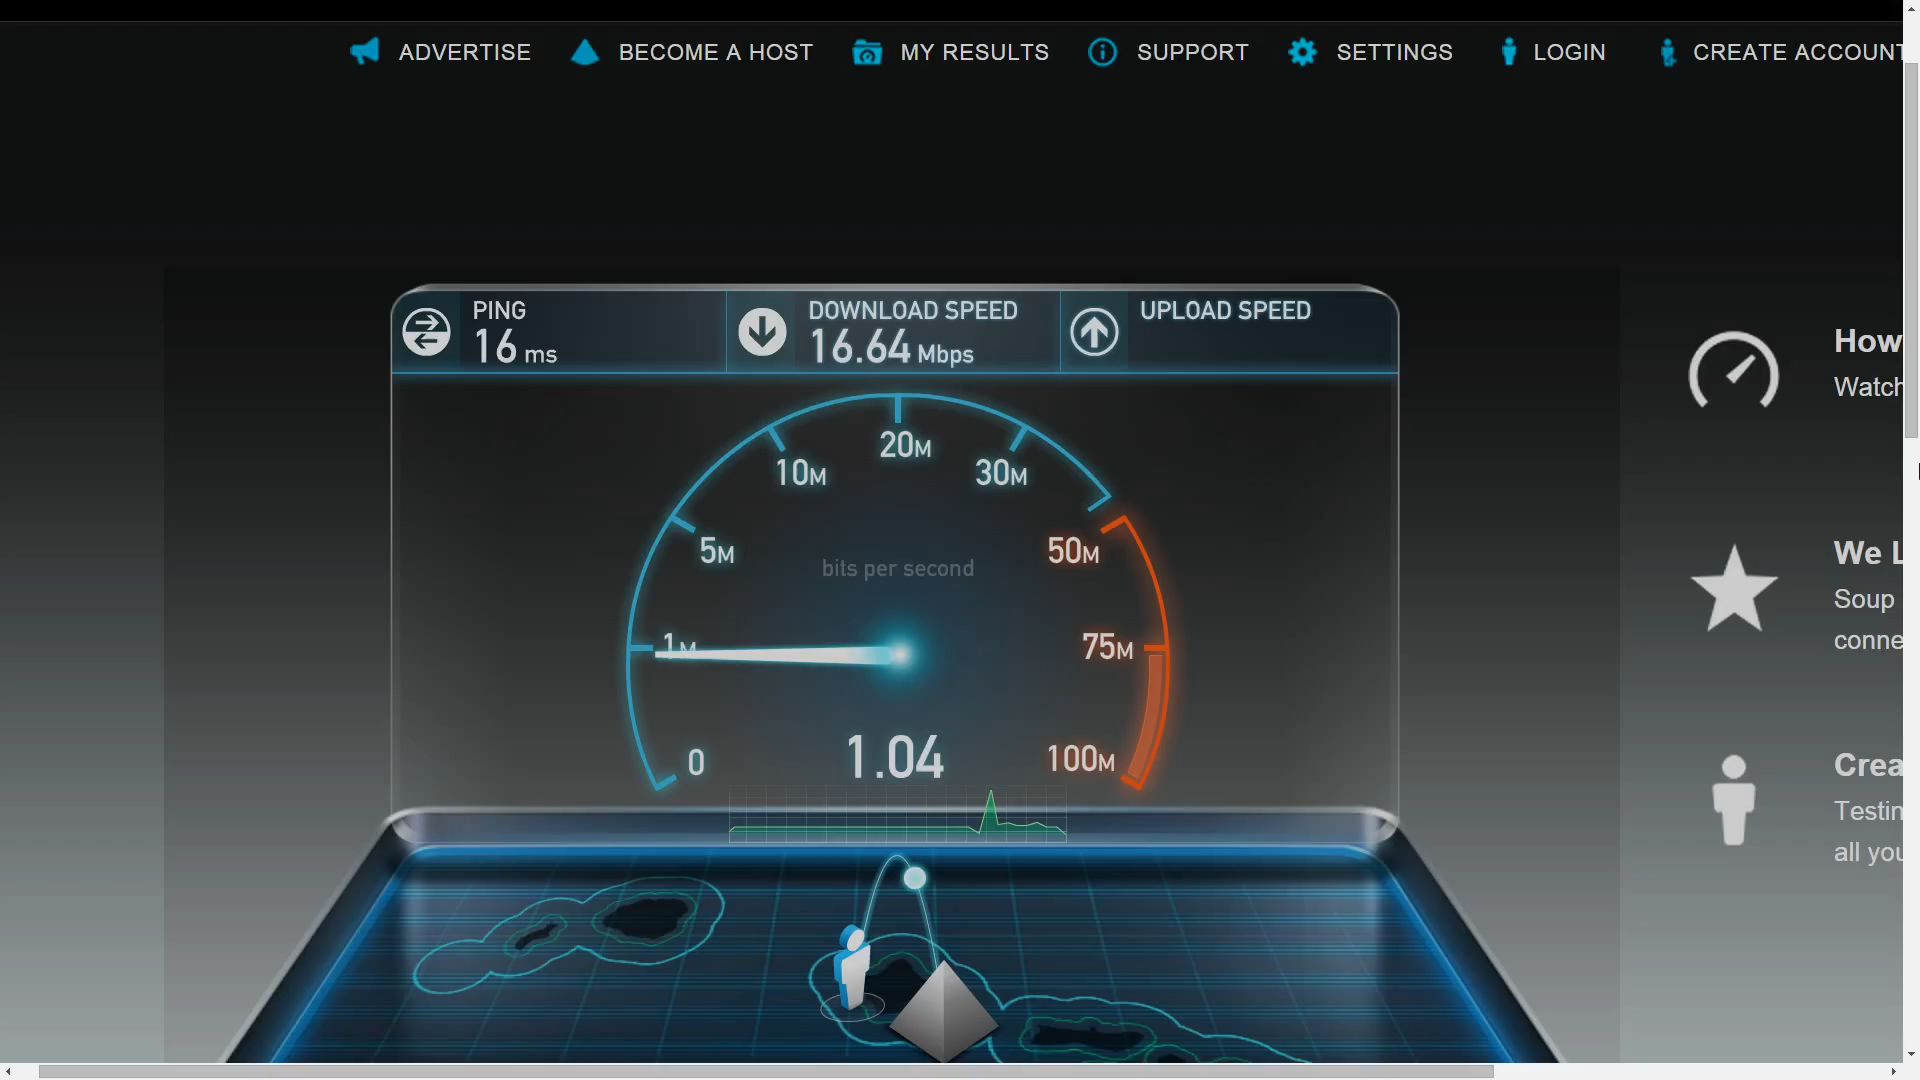 ADVERTISE BECOME A HOST MY RESULTS SUPPORT SETTINGS LOGIN CREATE ACCOUNT
PING DOWNLOAD SPEED UPLOAD SPEED
16 ms 16.64 Mbps
20M
10M 30M
5M 50M
bits per second
1M 75M
0 1.04 100M
How
Watch
We L
Soup
conne
Crea
Testin
all you